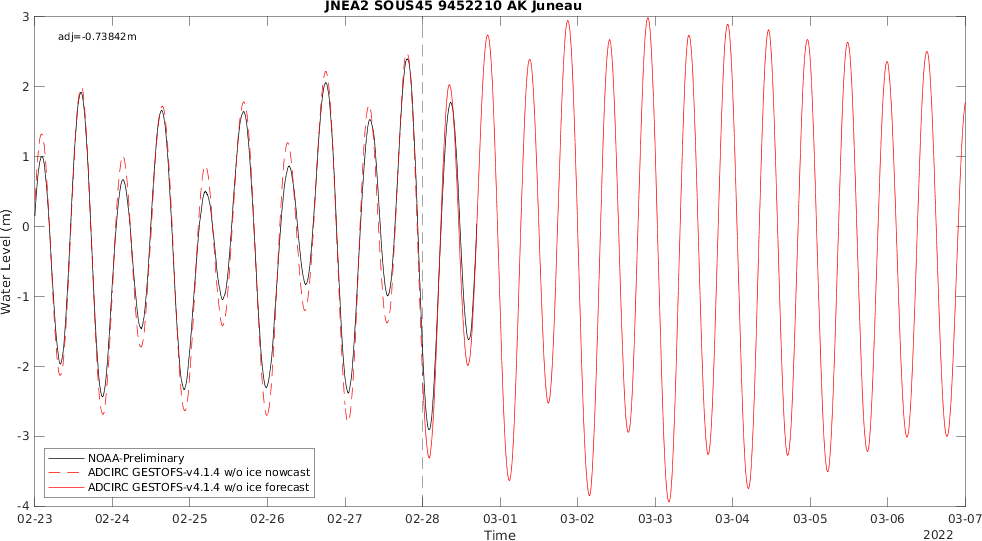 JNEA2 SOUS45 9452210 AK Juneau
adj=-0.73842m
3
2
1
0
-1
-2
-3
-4
Water Level (m)
NOAA-Preliminary
ADCIRC GESTOFS-v4.1.4 w/o ice nowcast
ADCIRC GESTOFS-v4.1.4 w/o ice forecast
02-23 02-24 02-25 02-26 02-27 02-28 03-01 03-02 03-03 03-04 03-05 03-06 03-07
Time
2022